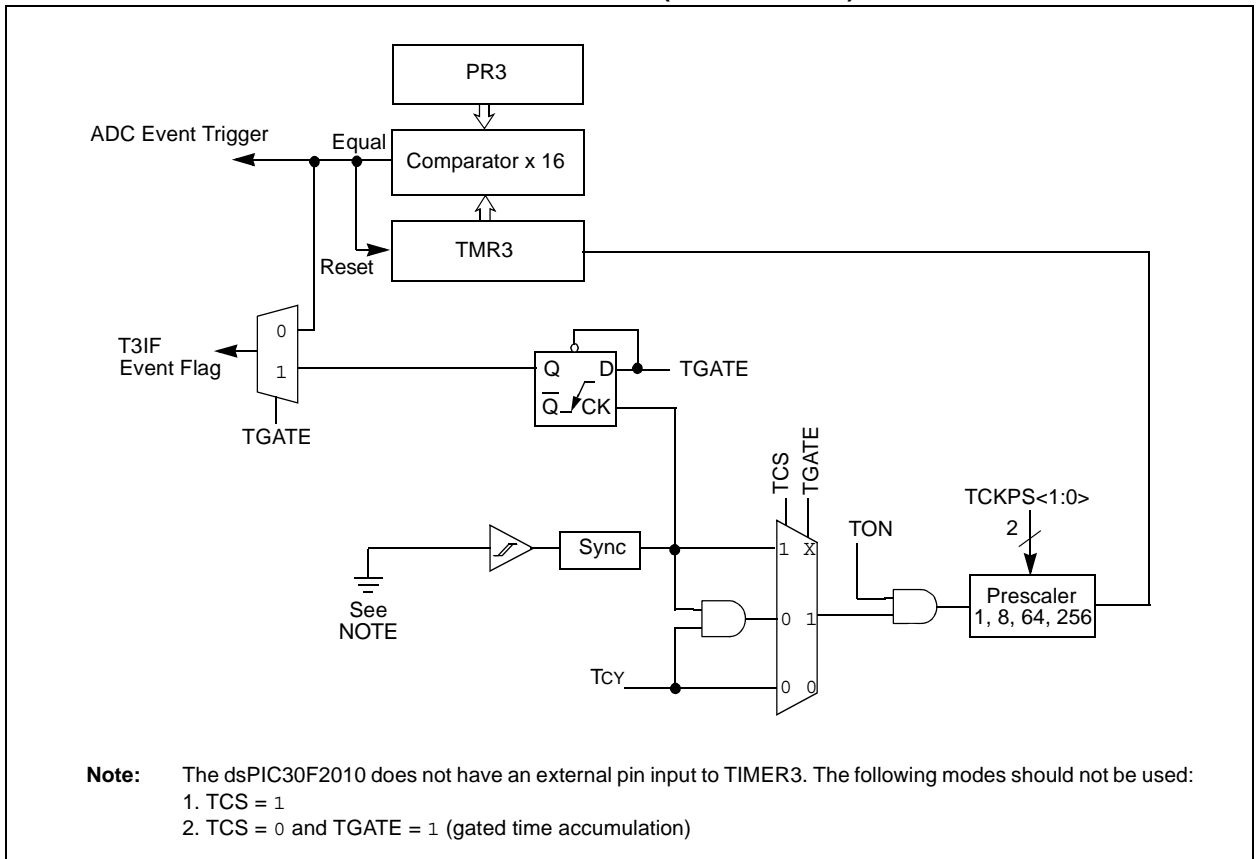 PR3
ADC Event Trigger
Equal
Comparator x 16
TMR3
Reset
0
T3IF
Event Flag
1
Q D
TGATE
Q CK
TGATE
TCS
TGATE
TCKPS<1:0>
2
TON
Sync
1 X
See
NOTE
Prescaler
1, 8, 64, 256
0 1
TCY
0 0
Note: The dsPIC30F2010 does not have an external pin input to TIMER3. The following modes should not be used:
1. TCS = 1
2. TCS = 0 and TGATE = 1 (gated time accumulation)